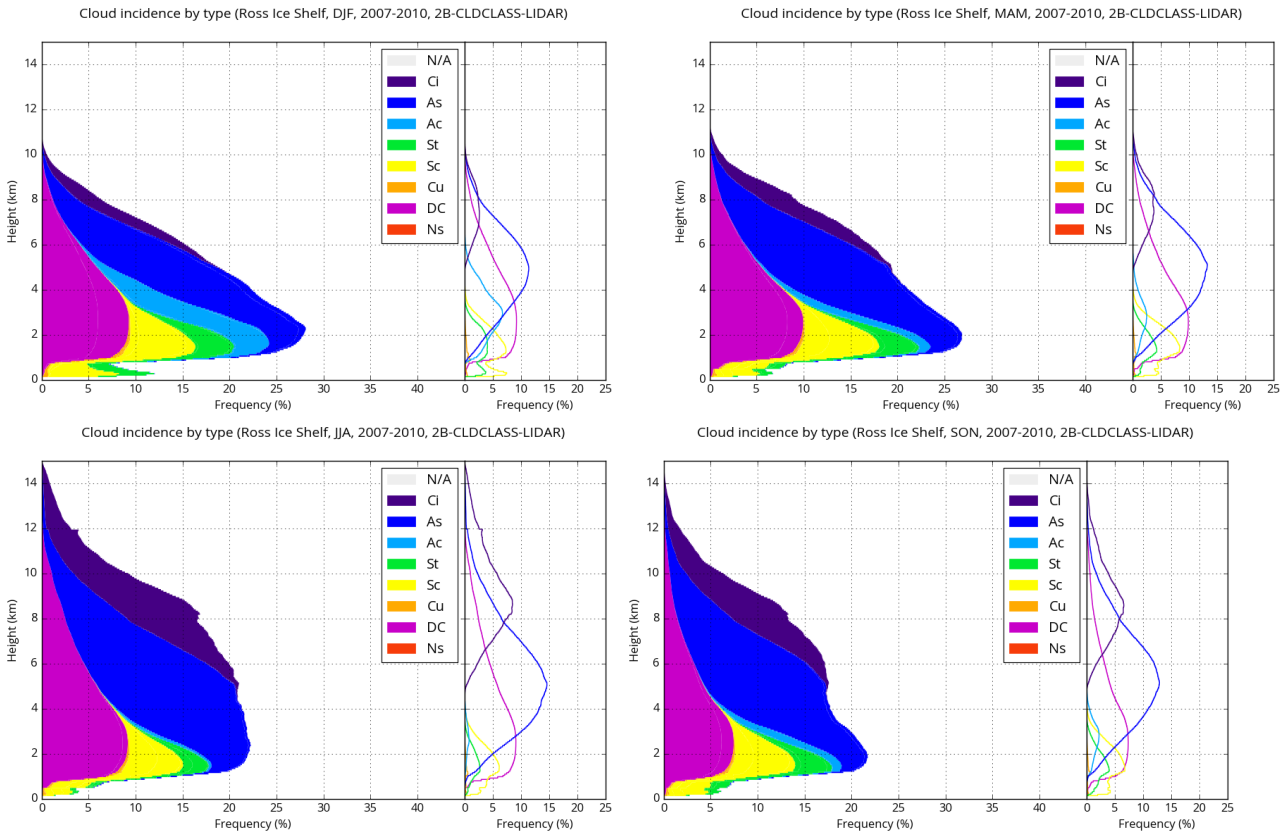 Cloud incidence by type (Ross Ice Shelf, DJF, 2007-2010, 2B-CLDCLASS-LIDAR)
Height (km)
14
12
10
8
6
4
2
0
N/A
Ci
As
Ac
St
Sc
Cu
DC
Ns
0 5 10 15 20 25 30 35 40
Frequency (%)
0 5 10 15 20 25
Frequency (%)
Cloud incidence by type (Ross Ice Shelf, MAM, 2007-2010, 2B-CLDCLASS-LIDAR)
Height (km)
14
12
10
8
6
4
2
0
N/A
Ci
As
Ac
St
Sc
Cu
DC
Ns
0 5 10 15 20 25 30 35 40
Frequency (%)
0 5 10 15 20 25
Frequency (%)
Cloud incidence by type (Ross Ice Shelf, JJA, 2007-2010, 2B-CLDCLASS-LIDAR)
Height (km)
14
12
10
8
6
4
2
0
N/A
Ci
As
Ac
St
Sc
Cu
DC
Ns
0 5 10 15 20 25 30 35 40
Frequency (%)
0 5 10 15 20 25
Frequency (%)
Cloud incidence by type (Ross Ice Shelf, SON, 2007-2010, 2B-CLDCLASS-LIDAR)
Height (km)
14
12
10
8
6
4
2
0
N/A
Ci
As
Ac
St
Sc
Cu
DC
Ns
0 5 10 15 20 25 30 35 40
Frequency (%)
0 5 10 15 20 25
Frequency (%)